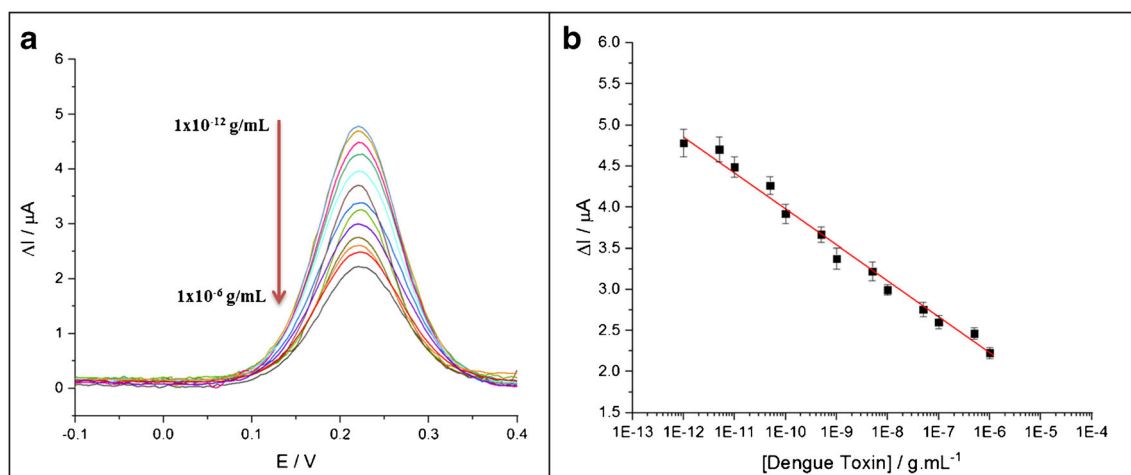 a
ΔI / μA
6
5
4
3
2
1
0
1x10⁻¹² g/mL
1x10⁻⁶ g/mL
-0.1 0.0 0.1 0.2 0.3 0.4
E / V
b
ΔI / μA
6.0
5.5
5.0
4.5
4.0
3.5
3.0
2.5
2.0
1.5
1E-13 1E-12 1E-11 1E-10 1E-9 1E-8 1E-7 1E-6 1E-5 1E-4
[Dengue Toxin] / g.mL⁻¹